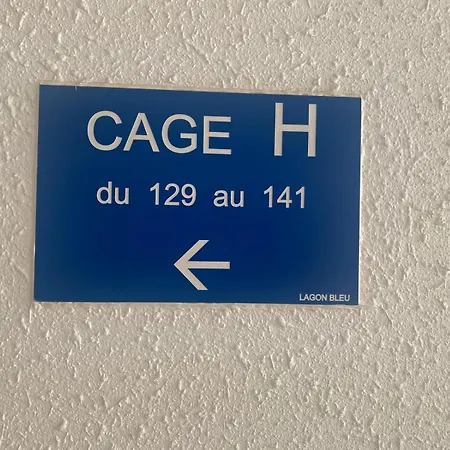 CAGE H
du 129 au 141
←
LAGON BLEU